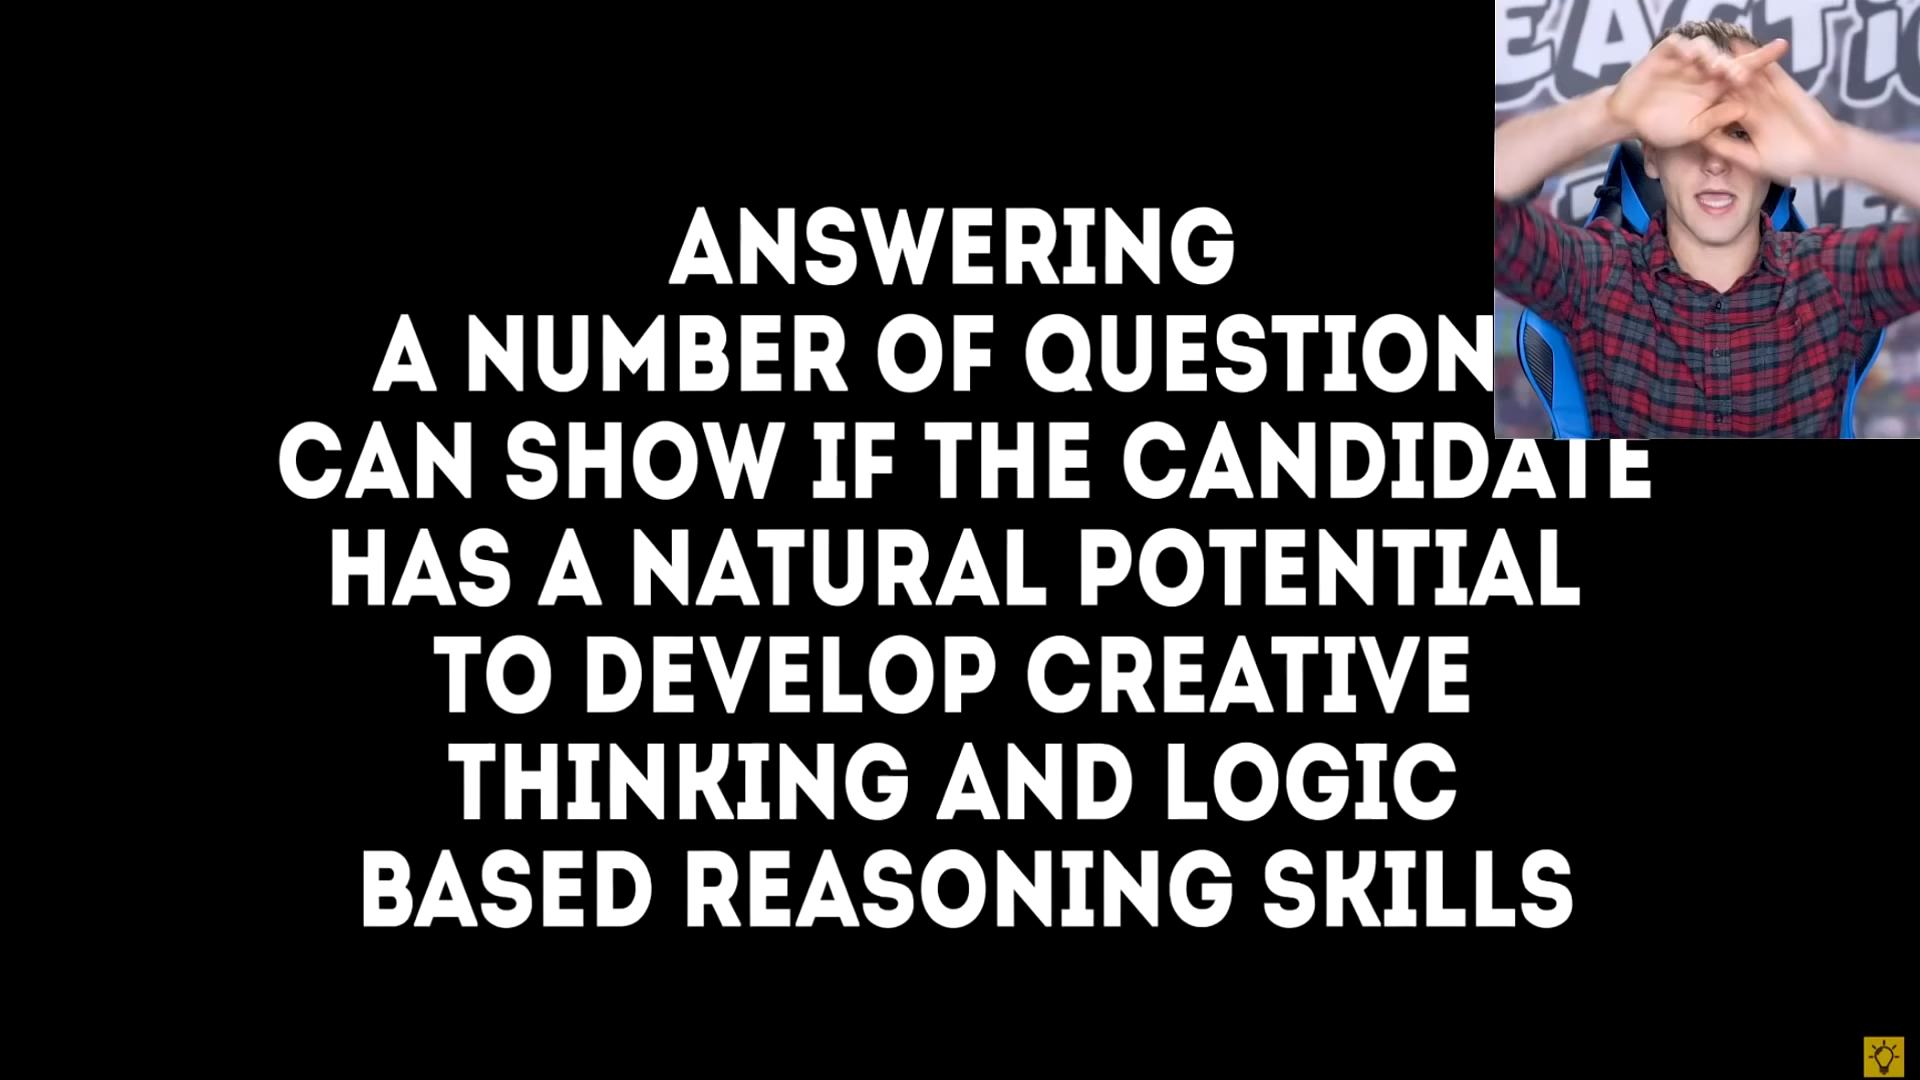 ANSWERING
A NUMBER OF QUESTION
CAN SHOW IF THE CANDIDATE
HAS A NATURAL POTENTIAL
TO DEVELOP CREATIVE
THINKING AND LOGIC
BASED REASONING SKILLS